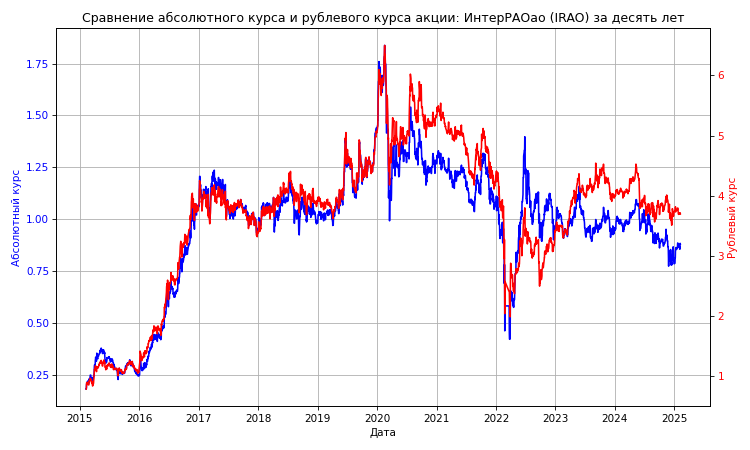 Сравнение абсолютного курса и рублевого курса акции: ИнтерРАОао (IRAO) за десять лет
Абсолютный курс
1.75
1.50
1.25
1.00
0.75
0.50
0.25
6
5
4
3
2
1
Рублевый курс
2015 2016 2017 2018 2019 2020 2021 2022 2023 2024 2025
Дата